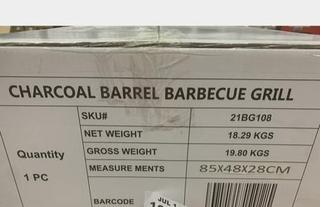 CHARCOAL BARREL BARBECUE GRILL
SKU# 21BG108
NET WEIGHT 18.29 KGS
Quantity GROSS WEIGHT 19.80 KGS
1 PC MEASURE MENTS 85X48X28CM
BARCODE JUL